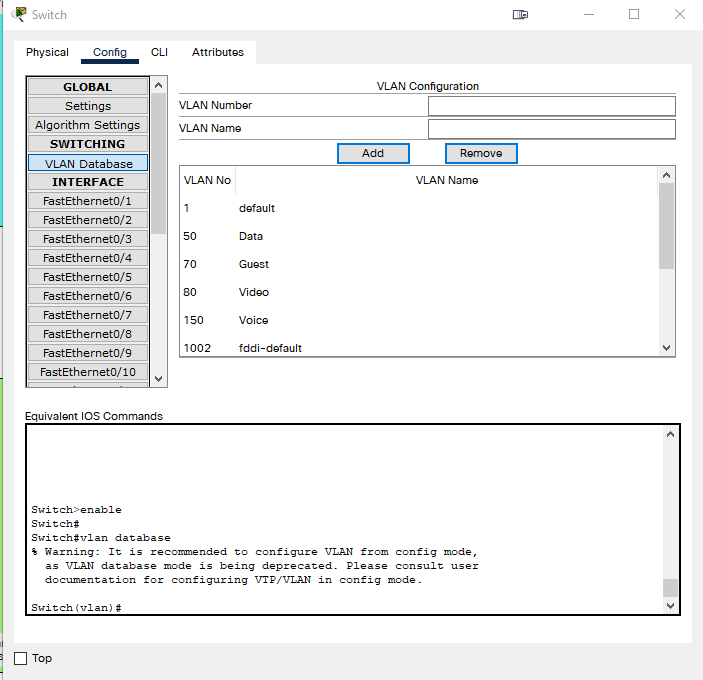 Switch
Physical Config CLI Attributes
GLOBAL
Settings
Algorithm Settings
SWITCHING
VLAN Database
INTERFACE
FastEthernet0/1
FastEthernet0/2
FastEthernet0/3
FastEthernet0/4
FastEthernet0/5
FastEthernet0/6
FastEthernet0/7
FastEthernet0/8
FastEthernet0/9
FastEthernet0/10
VLAN Configuration
VLAN Number
VLAN Name
Add Remove
VLAN No VLAN Name
1 default
50 Data
70 Guest
80 Video
150 Voice
1002 fddi-default
Equivalent IOS Commands
Switch>enable
Switch#
Switch#vlan database
% Warning: It is recommended to configure VLAN from config mode,
as VLAN database mode is being deprecated. Please consult user
documentation for configuring VTP/VLAN in config mode.
Switch(vlan)#
Top